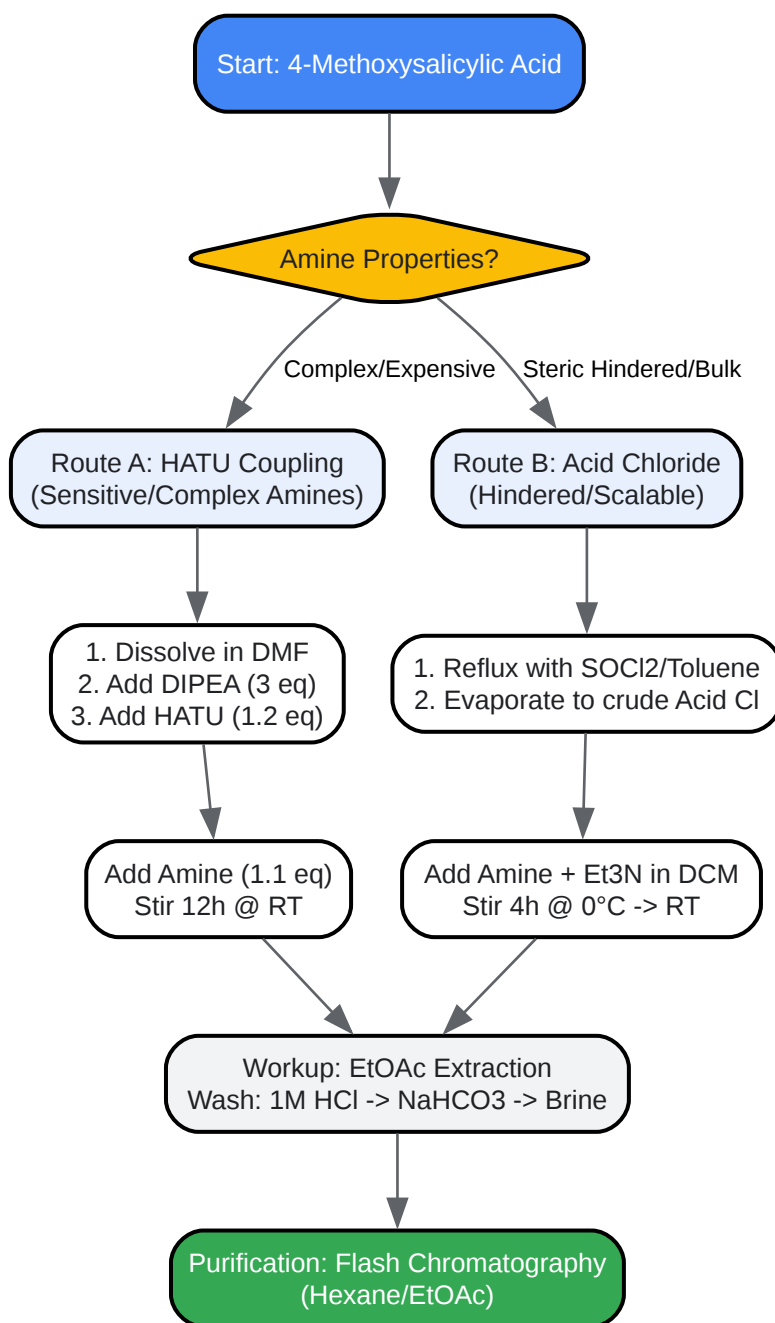 Start: 4-Methoxysalicylic Acid
Amine Properties?
Complex/Expensive
Steric Hindered/Bulk
Route A: HATU Coupling
(Sensitive/Complex Amines)
Route B: Acid Chloride
(Hindered/Scalable)
1. Dissolve in DMF
2. Add DIPEA (3 eq)
3. Add HATU (1.2 eq)
1. Reflux with SOCl2/Toluene
2. Evaporate to crude Acid Cl
Add Amine (1.1 eq)
Stir 12h @ RT
Add Amine + Et3N in DCM
Stir 4h @ 0°C -> RT
Workup: EtOAc Extraction
Wash: 1M HCl -> NaHCO3 -> Brine
Purification: Flash Chromatography
(Hexane/EtOAc)